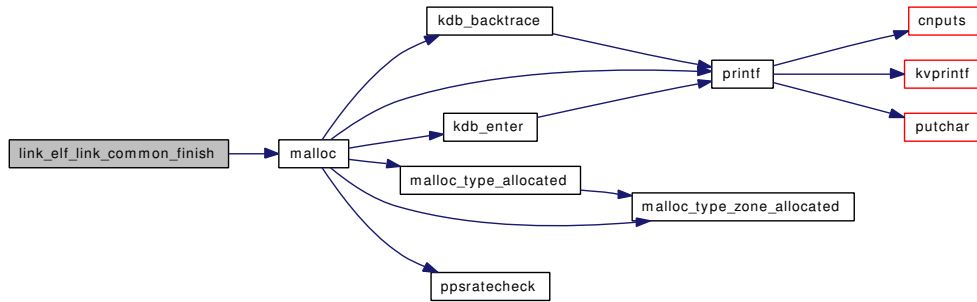 link_elf_link_common_finish
malloc
kdb_backtrace
kdb_enter
malloc_type_allocated
ppsratecheck
printf
malloc_type_zone_allocated
cnputs
kvprintf
putchar